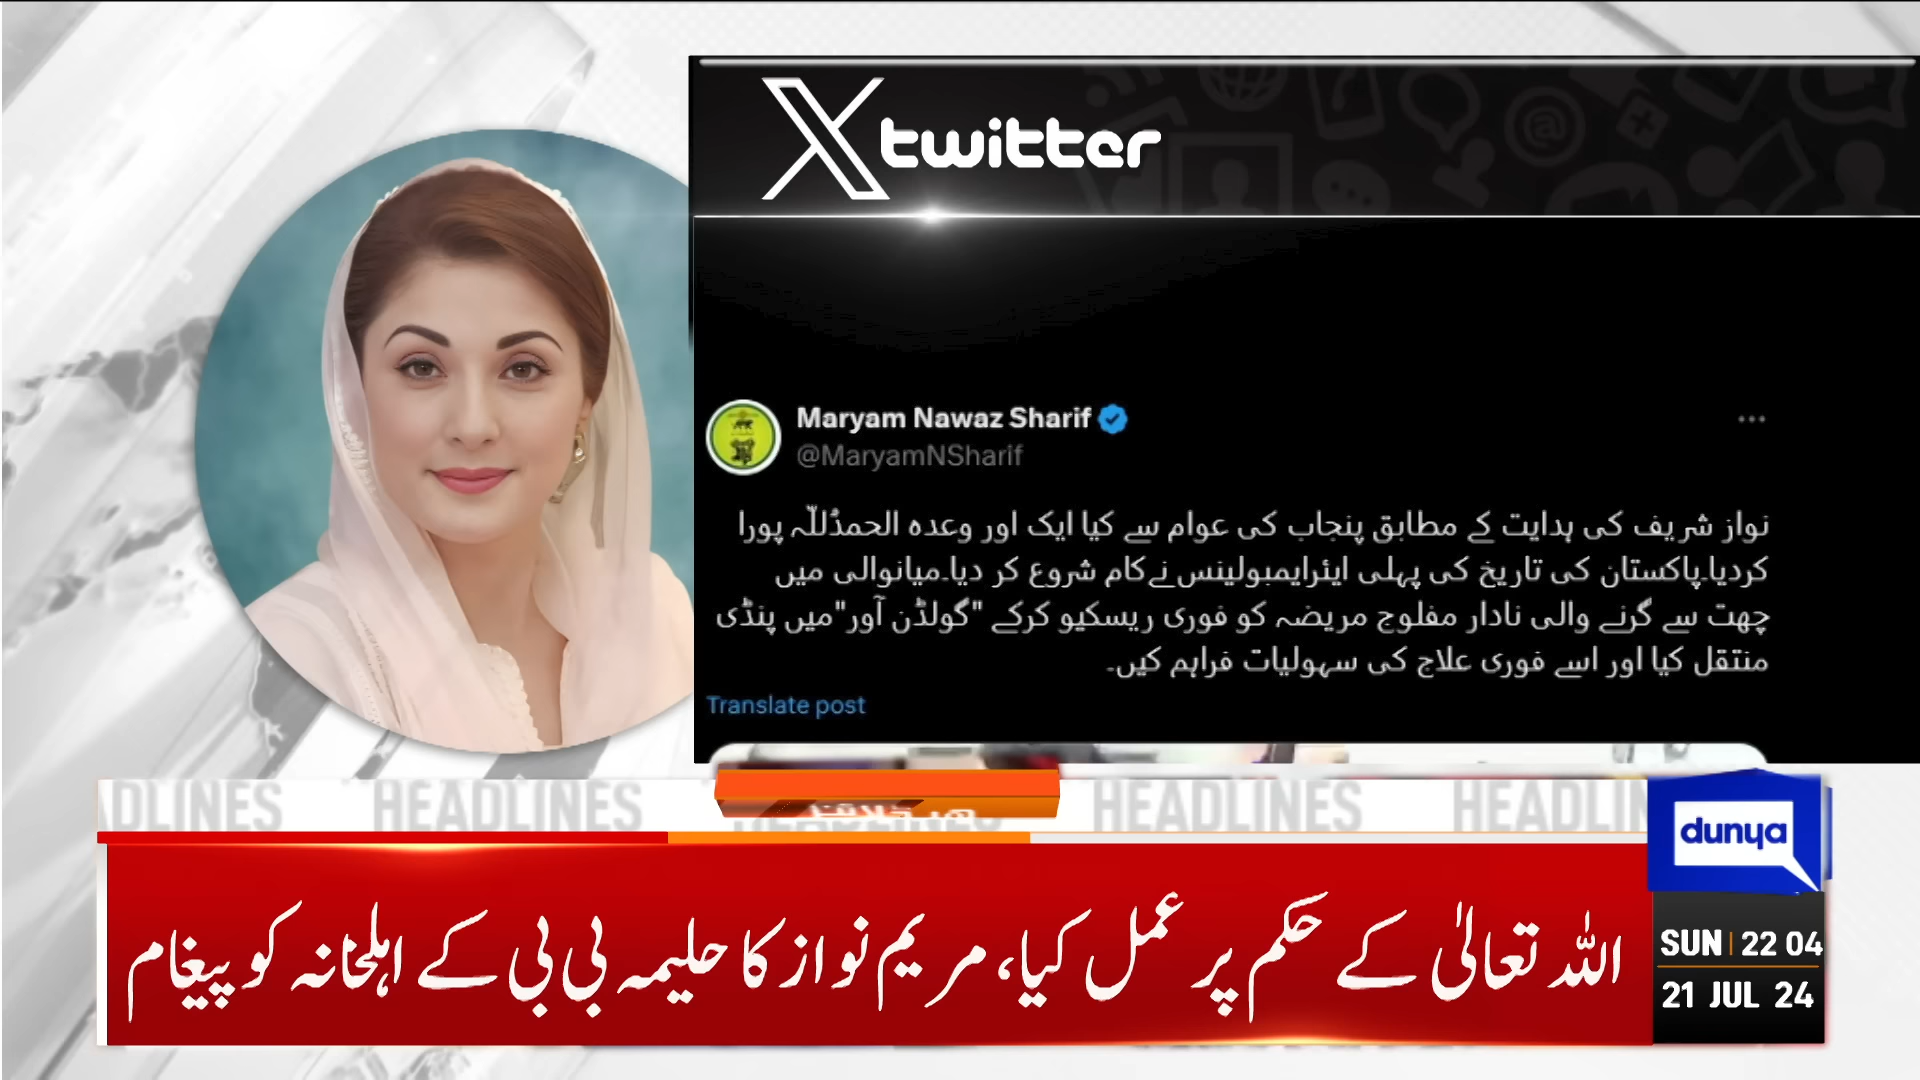 X twitter
Maryam Nawaz Sharif
@MaryamNSharif
نواز شریف کی ہدایت کے مطابق پنجاب کی عوام سے کیا ایک اور وعدہ الحمدُللّٰہ پورا
کردیا۔پاکستان کی تاریخ کی پہلی ایئرایمبولینس نےکام شروع کر دیا۔میانوالی میں
چھت سے گرنے والی نادار مفلوج مریضہ کو فوری ریسکیو کرکے "گولڈن آور"میں پنڈی
منتقل کیا اور اسے فوری علاج کی سہولیات فراہم کیں۔
Translate post
DLINES HEADLINES HEADLINES HEADLIN
dunya
اللہ تعالیٰ کے حکم پر عمل کیا، مریم نواز کا حلیمہ بی بی کے اہلخانہ کو پیغام
SUN 22 04
21 JUL 24